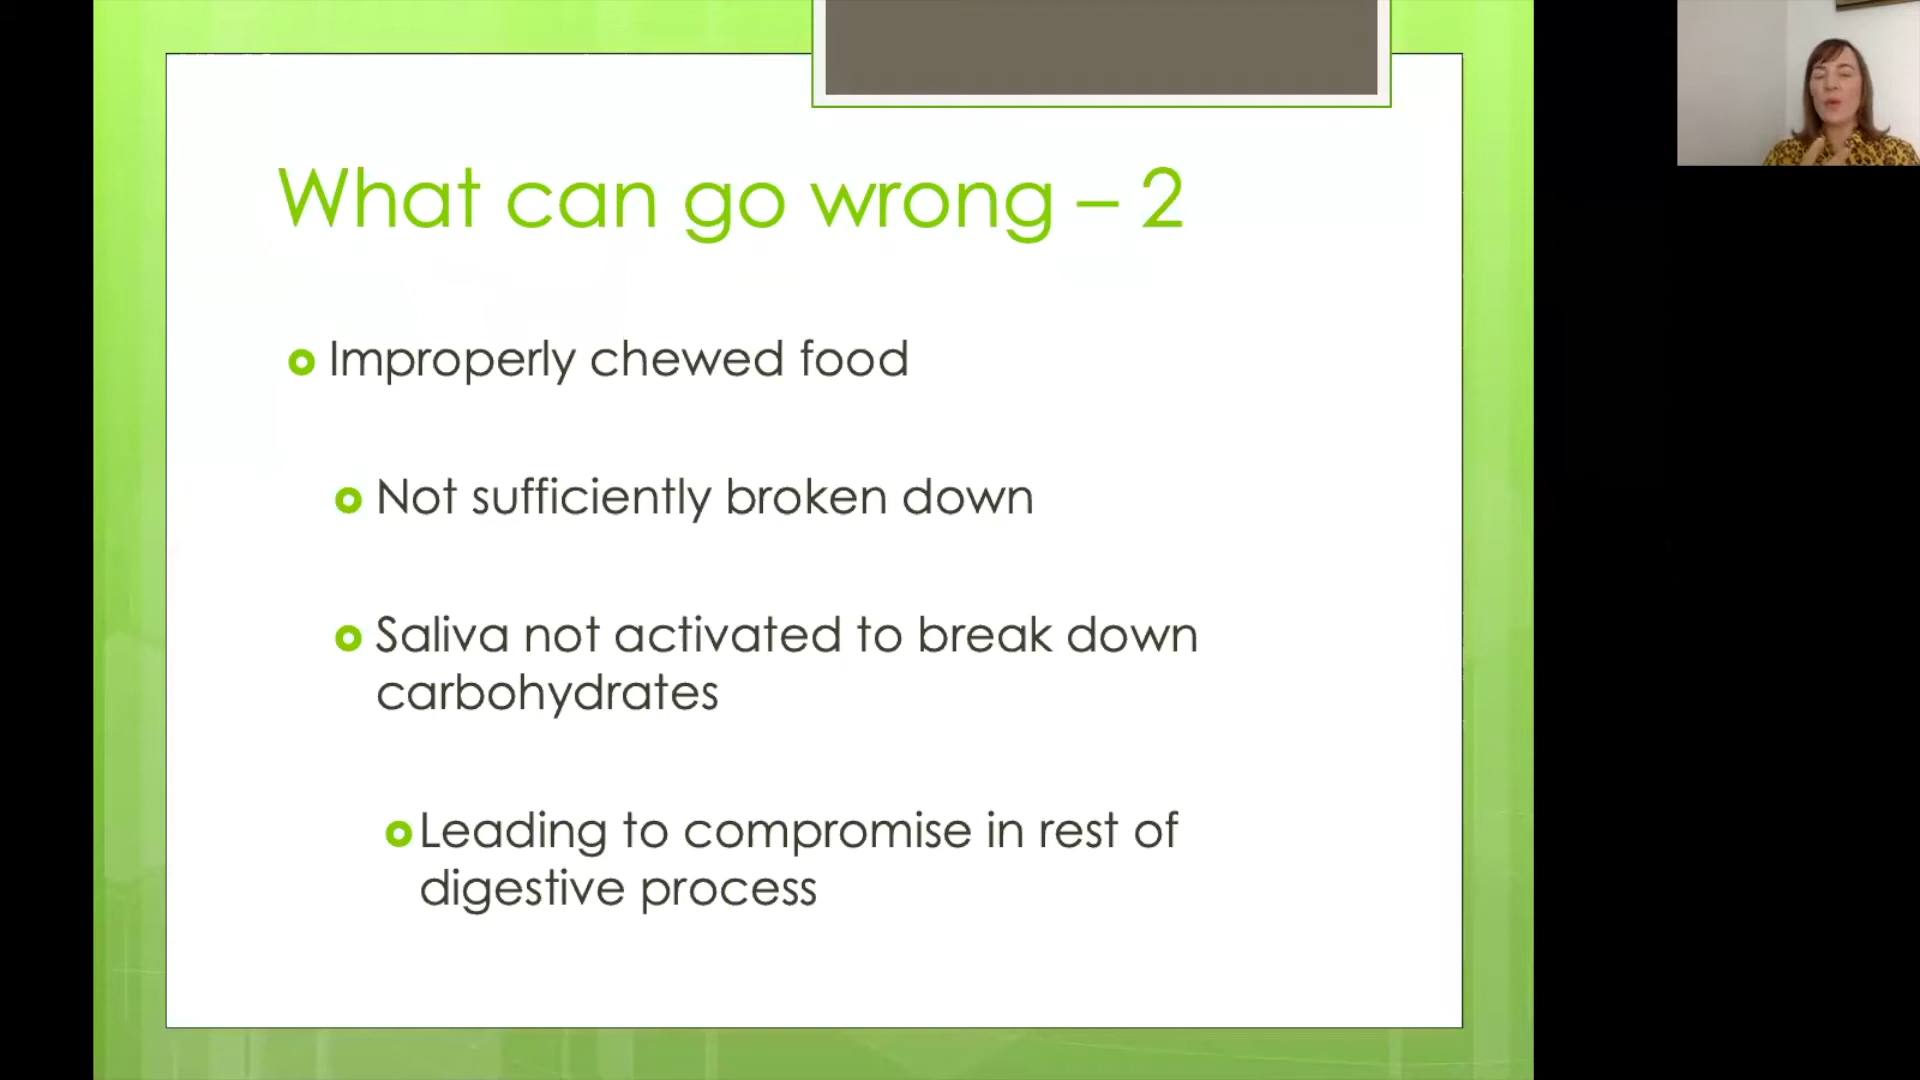 What can go wrong – 2
Improperly chewed food
Not sufficiently broken down
Saliva not activated to break down
carbohydrates
Leading to compromise in rest of
digestive process